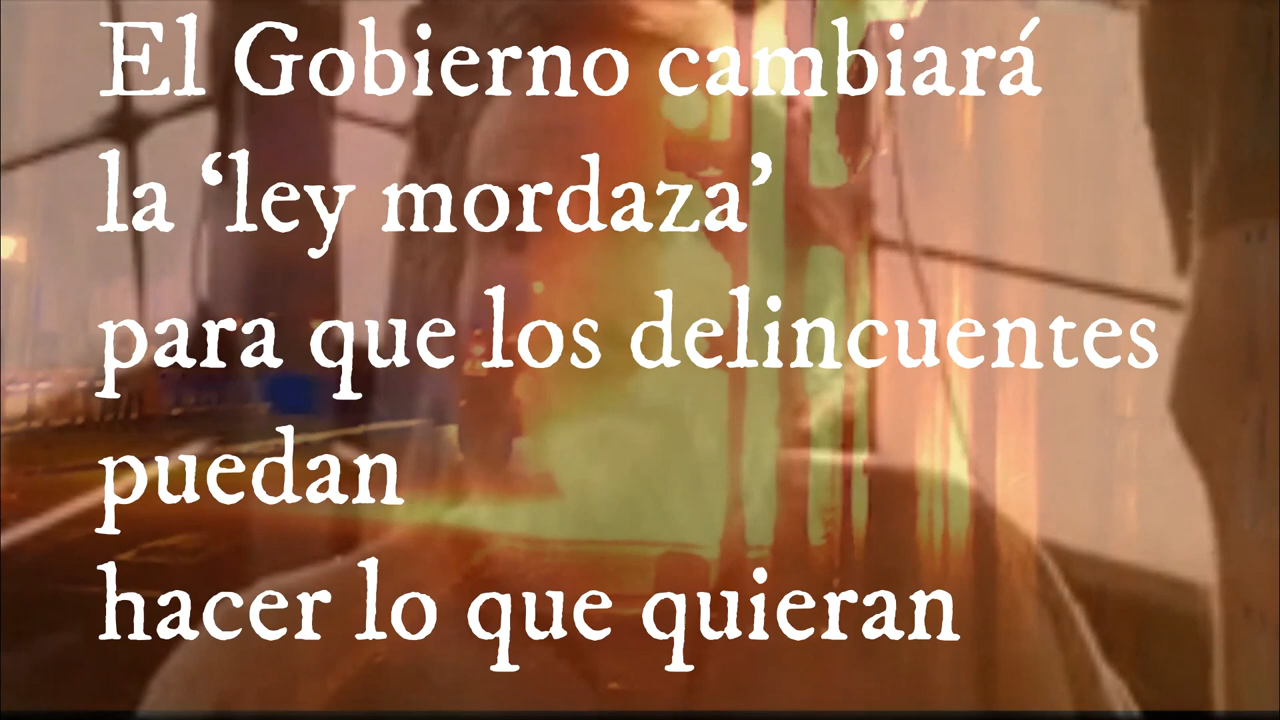 El Gobierno cambiará
la ‘ley mordaza’
para que los delincuentes
puedan
hacer lo que quieran